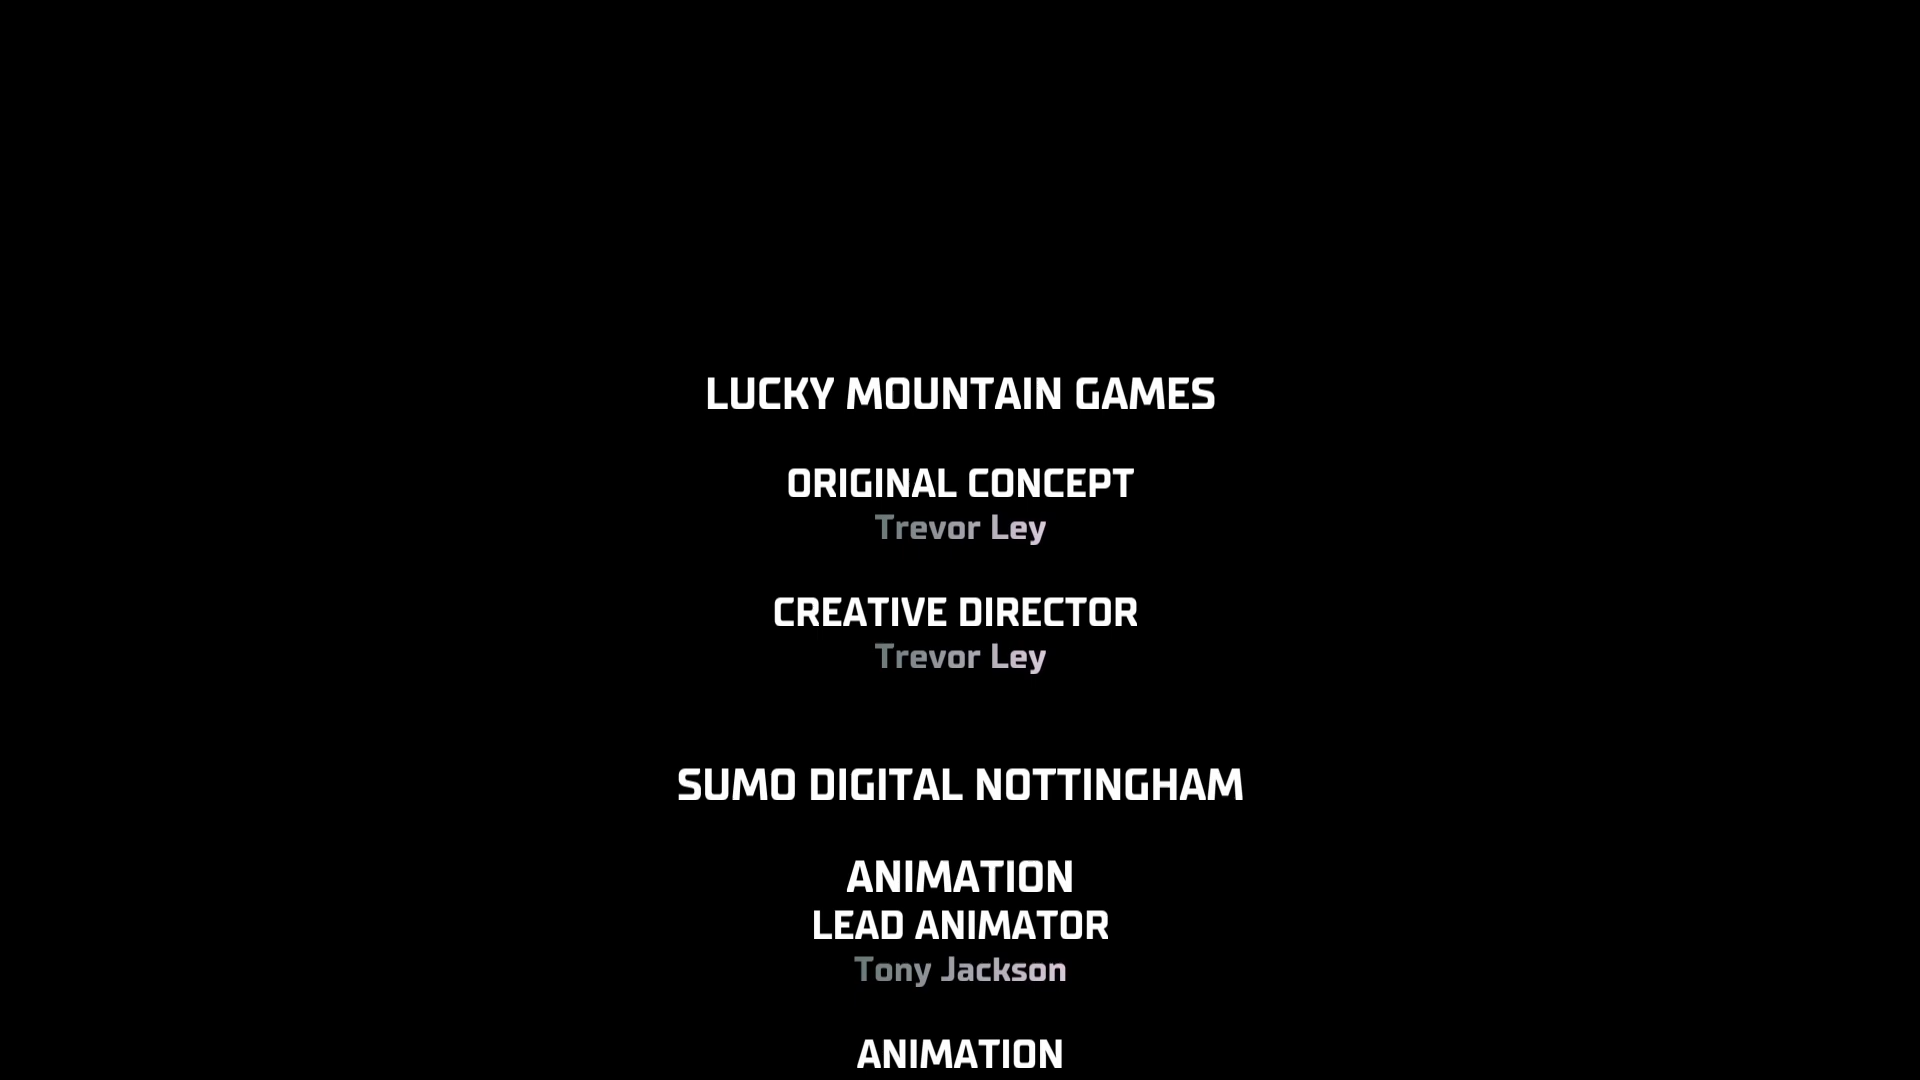 LUCKY MOUNTAIN GAMES
ORIGINAL CONCEPT
Trevor Ley
CREATIVE DIRECTOR
Trevor Ley
SUMO DIGITAL NOTTINGHAM
ANIMATION
LEAD ANIMATOR
Tony Jackson
ANIMATION